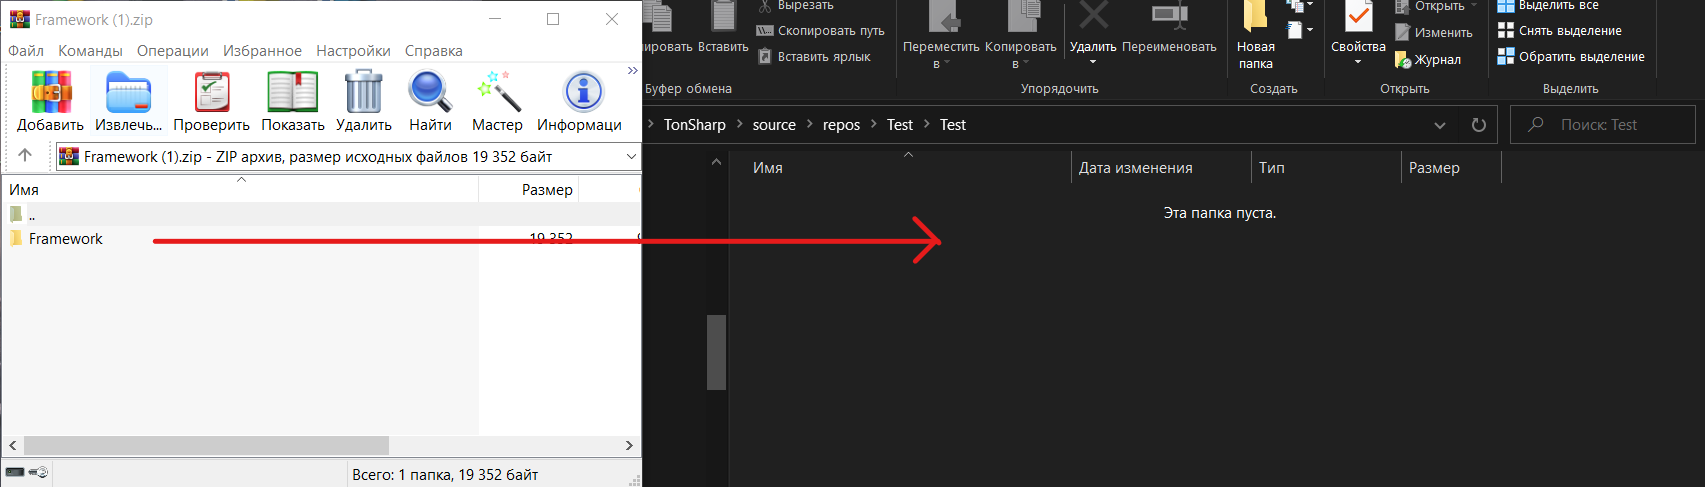 Framework (1).zip
Файл Команды Операции Избранное Настройки Справка
Добавить Извлечь... Проверить Показать Удалить Найти Мастер Информаци
Framework (1).zip - ZIP архив, размер исходных файлов 19 352 байт
Имя Размер
..
Framework 19 352
Всего: 1 папка, 19 352 байт
Вставить
Вырезать
Скопировать путь
Вставить ярлык
Буфер обмена
Переместить в
Копировать в
Удалить
Переименовать
Упорядочить
Новая папка
Создать
Свойства
Открыть
Изменить
Журнал
Открыть
Выделить все
Снять выделение
Обратить выделение
Выделить
TonSharp source repos Test Test
Поиск: Test
Имя Дата изменения Тип Размер
Эта папка пуста.